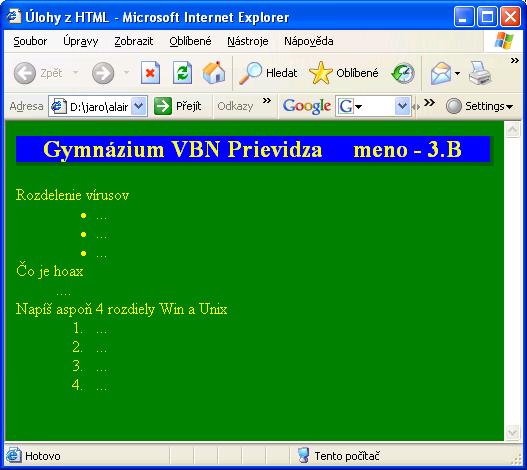 Úlohy z HTML - Microsoft Internet Explorer
Soubor Úpravy Zobrazit Oblíbené Nástroje Nápověda
Zpět Hledat Oblíbené
Adresa D:\jaro\alair Přejít Odkazy Google G Settings
Gymnázium VBN Prievidza meno - 3.B
Rozdelenie vírusov
• ...
• ...
• ...
Čo je hoax
....
Napíš aspoň 4 rozdiely Win a Unix
1. ...
2. ...
3. ...
4. ...
Hotovo Tento počítač